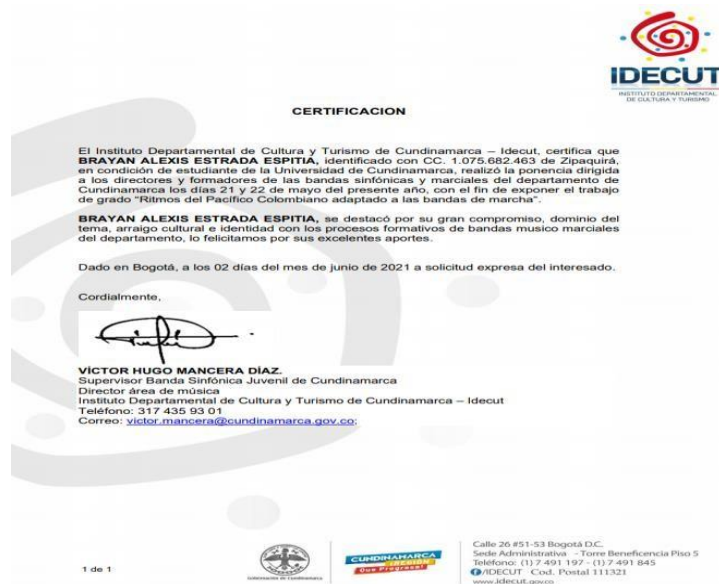 IDECUT
INSTITUTO DEPARTAMENTAL
DE CULTURA Y TURISMO
CERTIFICACION
El Instituto Departamental de Cultura y Turismo de Cundinamarca – Idecut, certifica que
BRAYAN ALEXIS ESTRADA ESPITIA, identificado con CC. 1.075.682.463 de Zipaquirá,
en condición de estudiante de la Universidad de Cundinamarca, realizó la ponencia dirigida
a los directores y formadores de las bandas sinfónicas y marciales del departamento de
Cundinamarca los días 21 y 22 de mayo del presente año, con el fin de exponer el trabajo
de grado "Ritmos del Pacífico Colombiano adaptado a las bandas de marcha".
BRAYAN ALEXIS ESTRADA ESPITIA, se destacó por su gran compromiso, dominio del
tema, arraigo cultural e identidad con los procesos formativos de bandas musico marciales
del departamento, lo felicitamos por sus excelentes aportes.
Dado en Bogotá, a los 02 días del mes de junio de 2021 a solicitud expresa del interesado.
Cordialmente,
VÍCTOR HUGO MANCERA DÍAZ.
Supervisor Banda Sinfónica Juvenil de Cundinamarca
Director área de música
Instituto Departamental de Cultura y Turismo de Cundinamarca – Idecut
Teléfono: 317 435 93 01
Correo: victor.mancera@cundinamarca.gov.co;
1 de 1
Gobernación de Cundinamarca
CUNDINAMARCA
¡REGIÓN
Que Progresa!
Calle 26 #51-53 Bogotá D.C.
Sede Administrativa - Torre Beneficencia Piso 5
Teléfono: (1) 7 491 197 - (1) 7 491 845
/IDECUT Cod. Postal 111321
www.idecut.gov.co